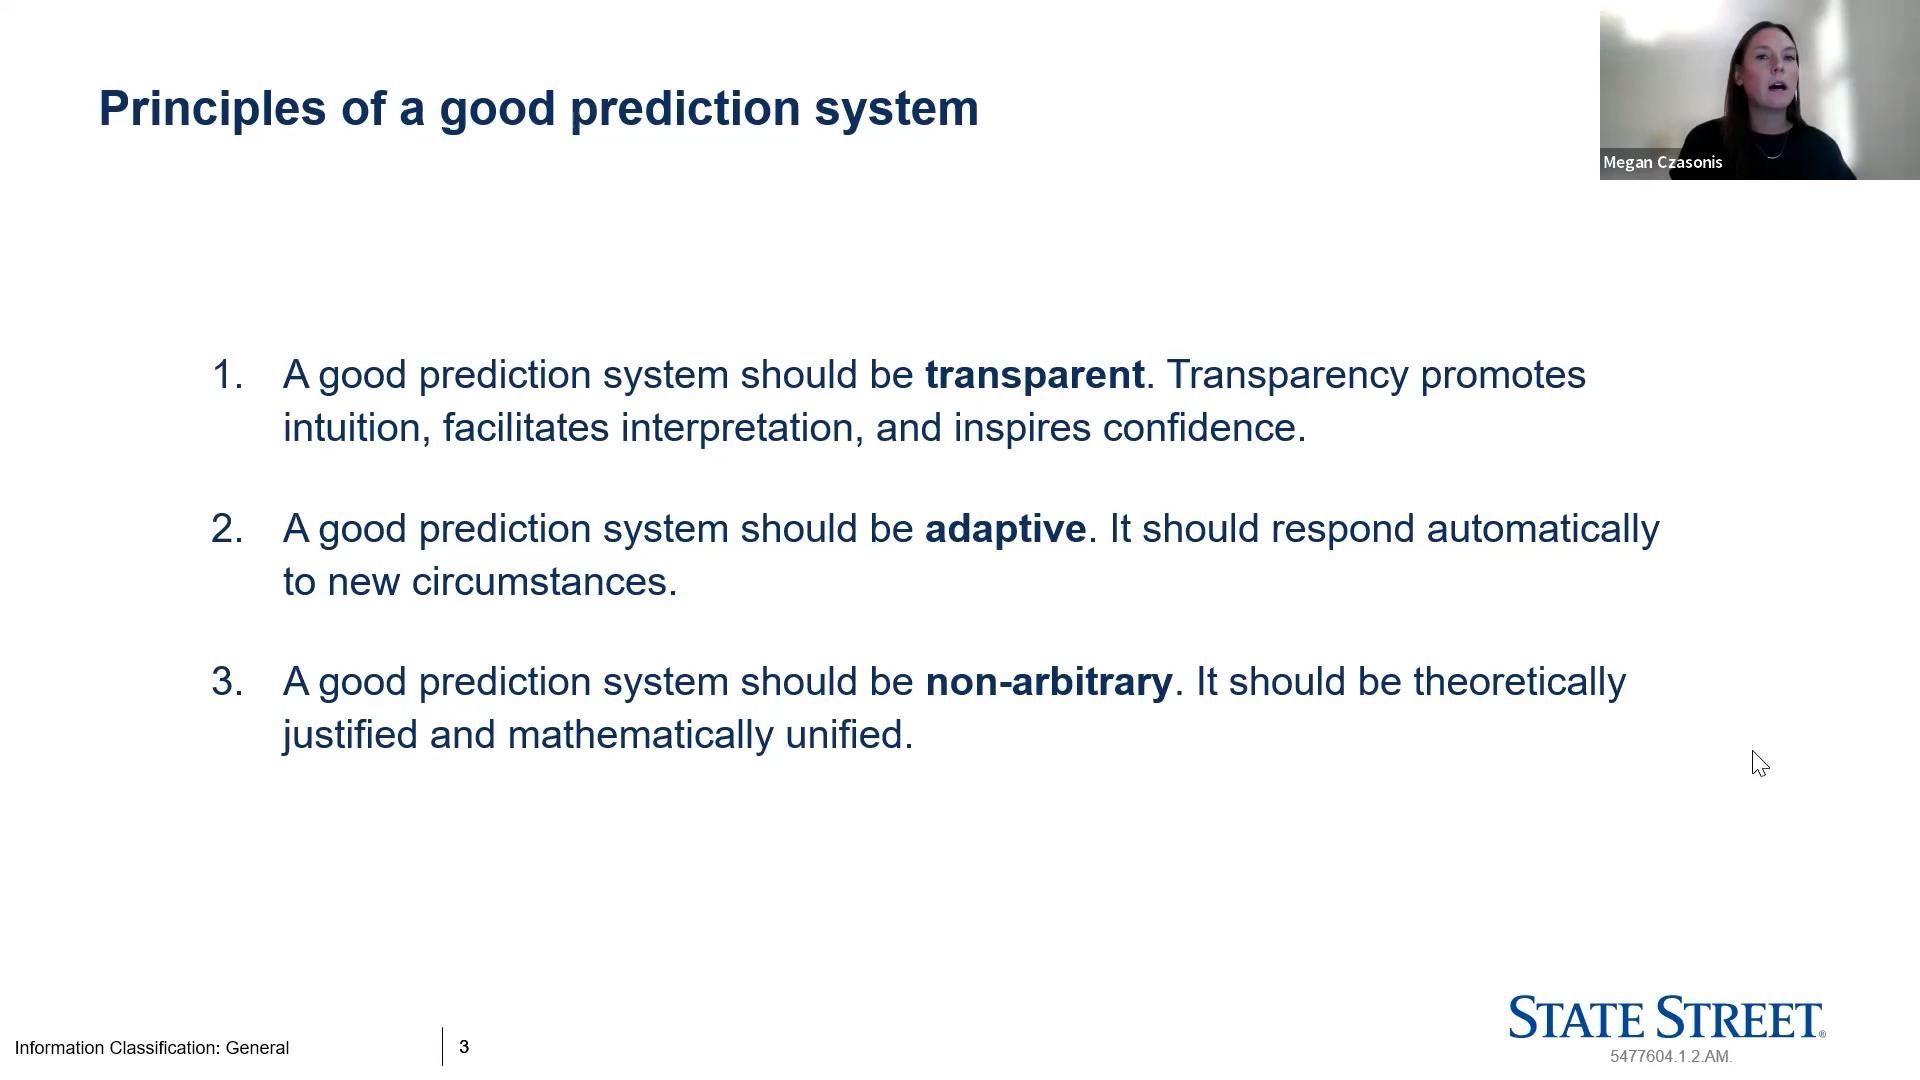 Principles of a good prediction system
Megan Czasonis
1. A good prediction system should be transparent. Transparency promotes
intuition, facilitates interpretation, and inspires confidence.
2. A good prediction system should be adaptive. It should respond automatically
to new circumstances.
3. A good prediction system should be non-arbitrary. It should be theoretically
justified and mathematically unified.
Information Classification: General
3
STATE STREET®
5477604.1.2.AM.